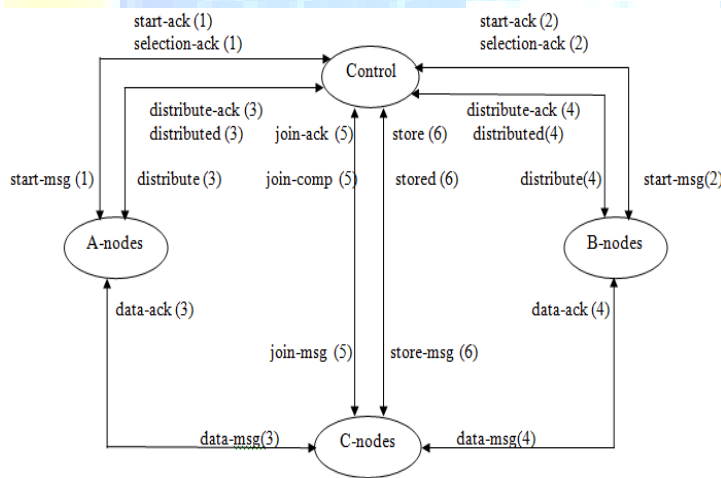 start-ack (1)
selection-ack (1)
start-ack (2)
selection-ack (2)
Control
distribute-ack (3)
distributed (3)
join-ack (5)
store (6)
distribute-ack (4)
distributed(4)
start-msg (1)
distribute (3)
join-comp (5)
stored (6)
distribute(4)
start-msg(2)
A-nodes
B-nodes
data-ack (3)
data-ack (4)
join-msg (5)
store-msg (6)
data-msg(3)
C-nodes
data-msg(4)